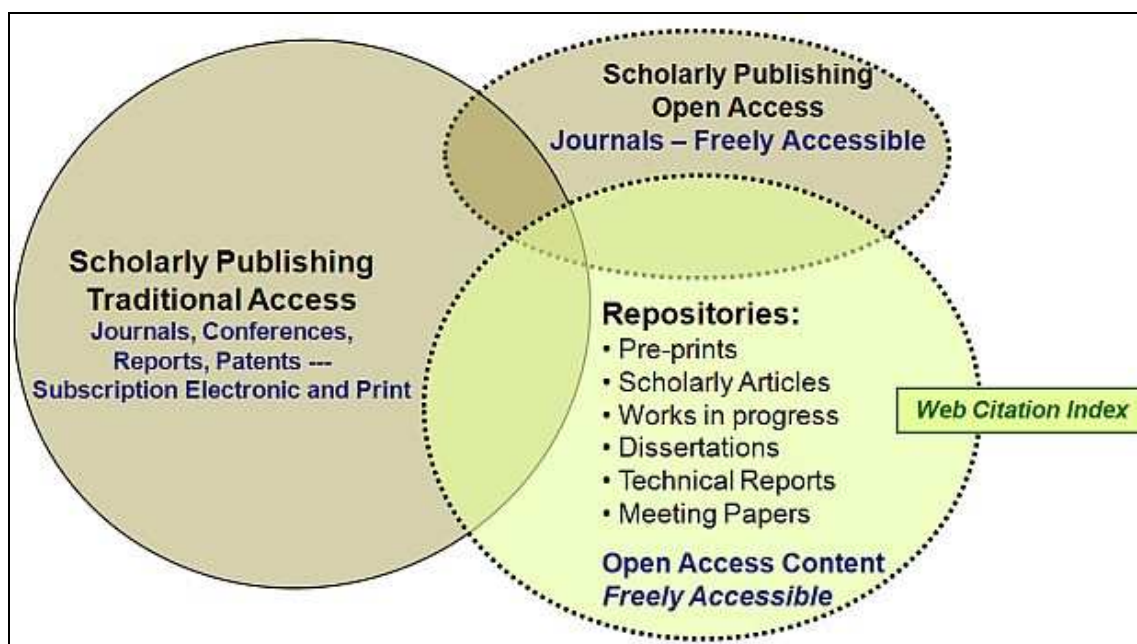 Scholarly Publishing
Open Access
Journals – Freely Accessible
Scholarly Publishing
Traditional Access
Journals, Conferences,
Reports, Patents ---
Subscription Electronic and Print
Repositories:
• Pre-prints
• Scholarly Articles
• Works in progress
• Dissertations
• Technical Reports
• Meeting Papers
Open Access Content
Freely Accessible
Web Citation Index